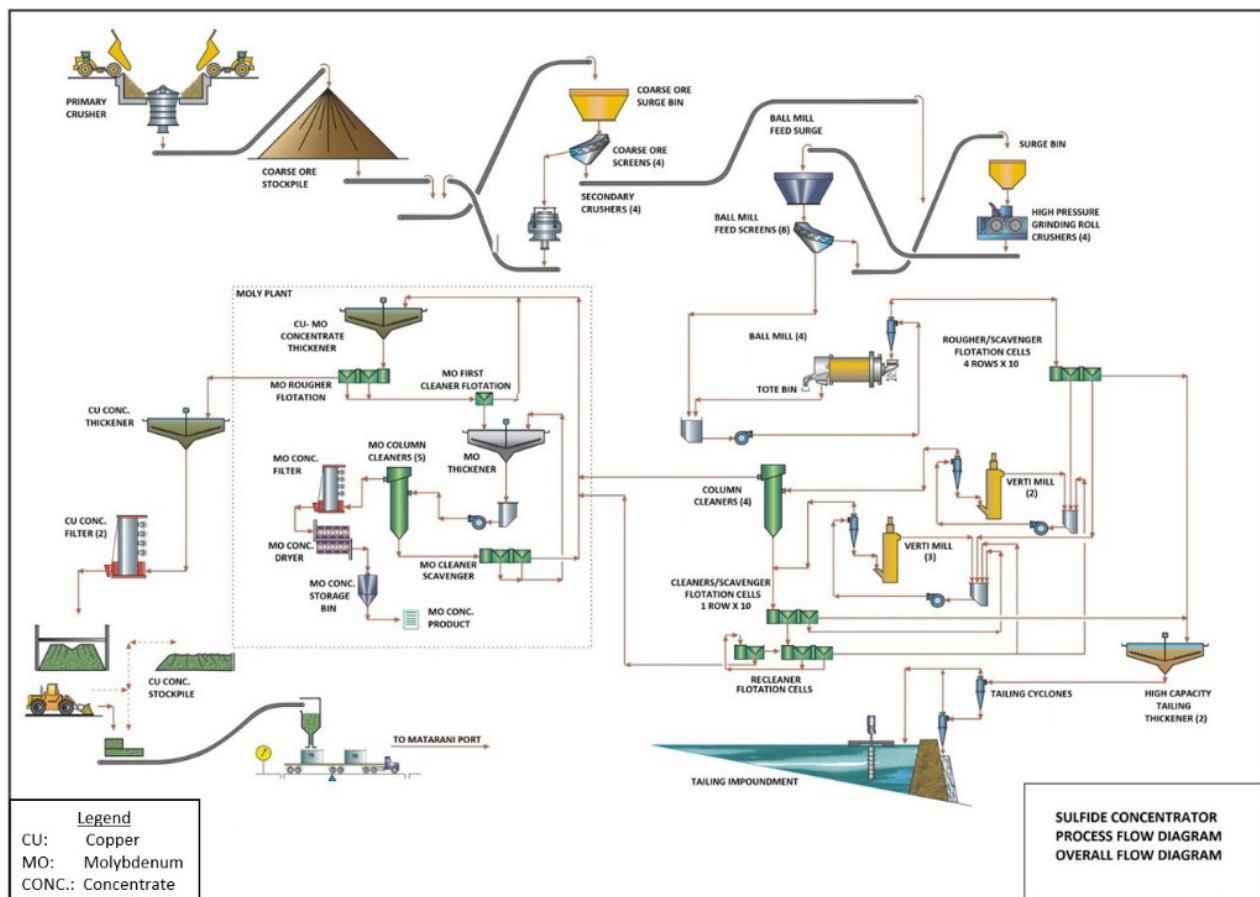 PRIMARY
CRUSHER
COARSE ORE
STOCKPILE
COARSE ORE
SURGE BIN
COARSE ORE
SCREENS (4)
SECONDARY
CRUSHERS (4)
BALL MILL
FEED SURGE
BALL MILL
FEED SCREENS (8)
SURGE BIN
HIGH PRESSURE
GRINDING ROLL
CRUSHERS (4)
MOLY PLANT
CU- MO
CONCENTRATE
THICKENER
MO ROUGHER
FLOTATION
MO FIRST
CLEANER FLOTATION
CU CONC.
THICKENER
MO CONC.
FILTER
MO COLUMN
CLEANERS (5)
MO
THICKENER
CU CONC.
FILTER (2)
MO CONC.
DRYER
MO CLEANER
SCAVENGER
MO CONC.
STORAGE
BIN
MO CONC.
PRODUCT
BALL MILL (4)
TOTE BIN
ROUGHER/SCAVENGER
FLOTATION CELLS
4 ROWS X 10
COLUMN
CLEANERS (4)
VERTI MILL
(2)
VERTI MILL
(3)
CLEANERS/SCAVENGER
FLOTATION CELLS
1 ROW X 10
RECLEANER
FLOTATION CELLS
TAILING CYCLONES
HIGH CAPACITY
TAILING
THICKENER (2)
TAILING IMPOUNDMENT
CU CONC.
STOCKPILE
TO MATARANI PORT
Legend
CU: Copper
MO: Molybdenum
CONC.: Concentrate
SULFIDE CONCENTRATOR
PROCESS FLOW DIAGRAM
OVERALL FLOW DIAGRAM